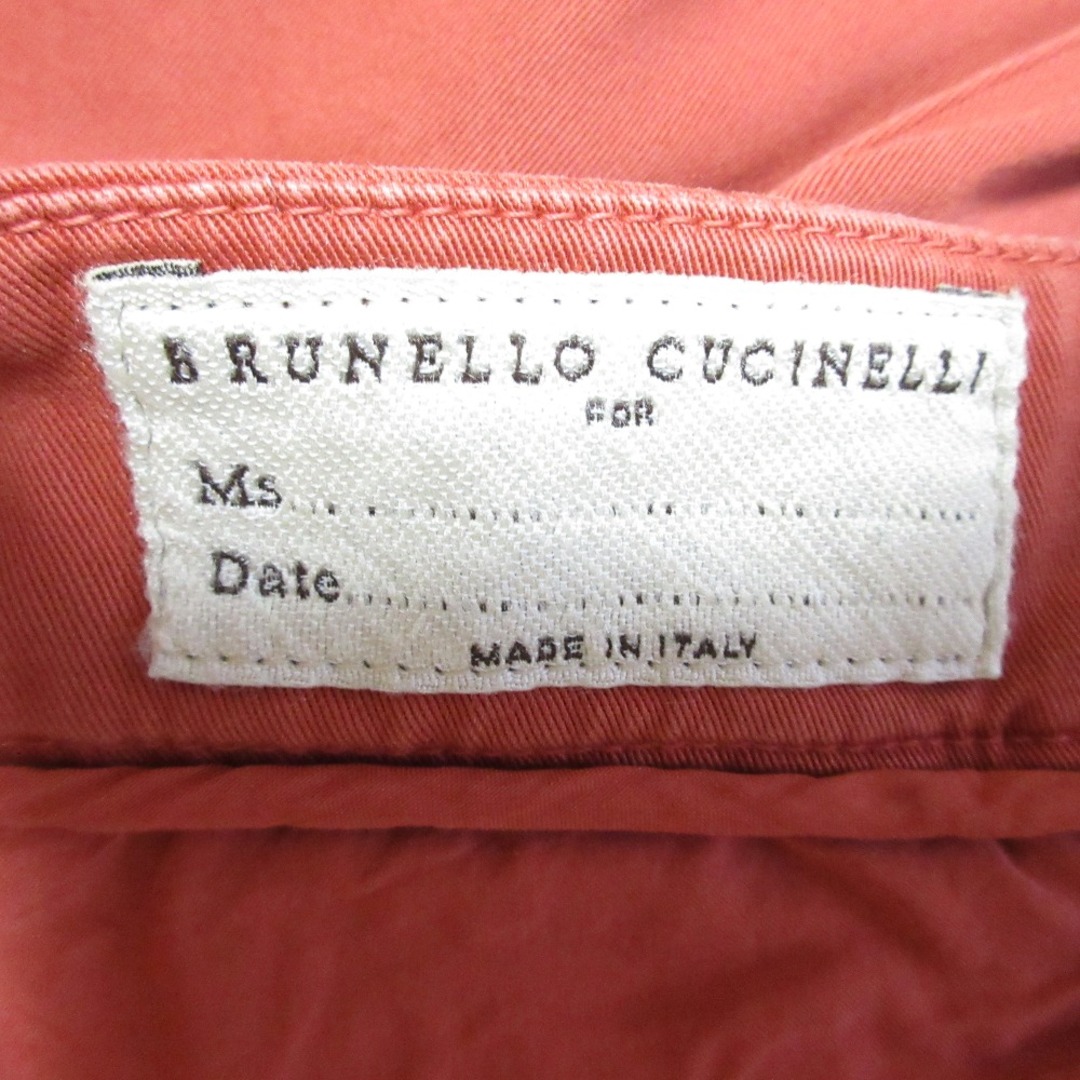 BRUNELLO CUCINELLI
FOR
Ms....................................
Date....................................
MADE IN ITALY